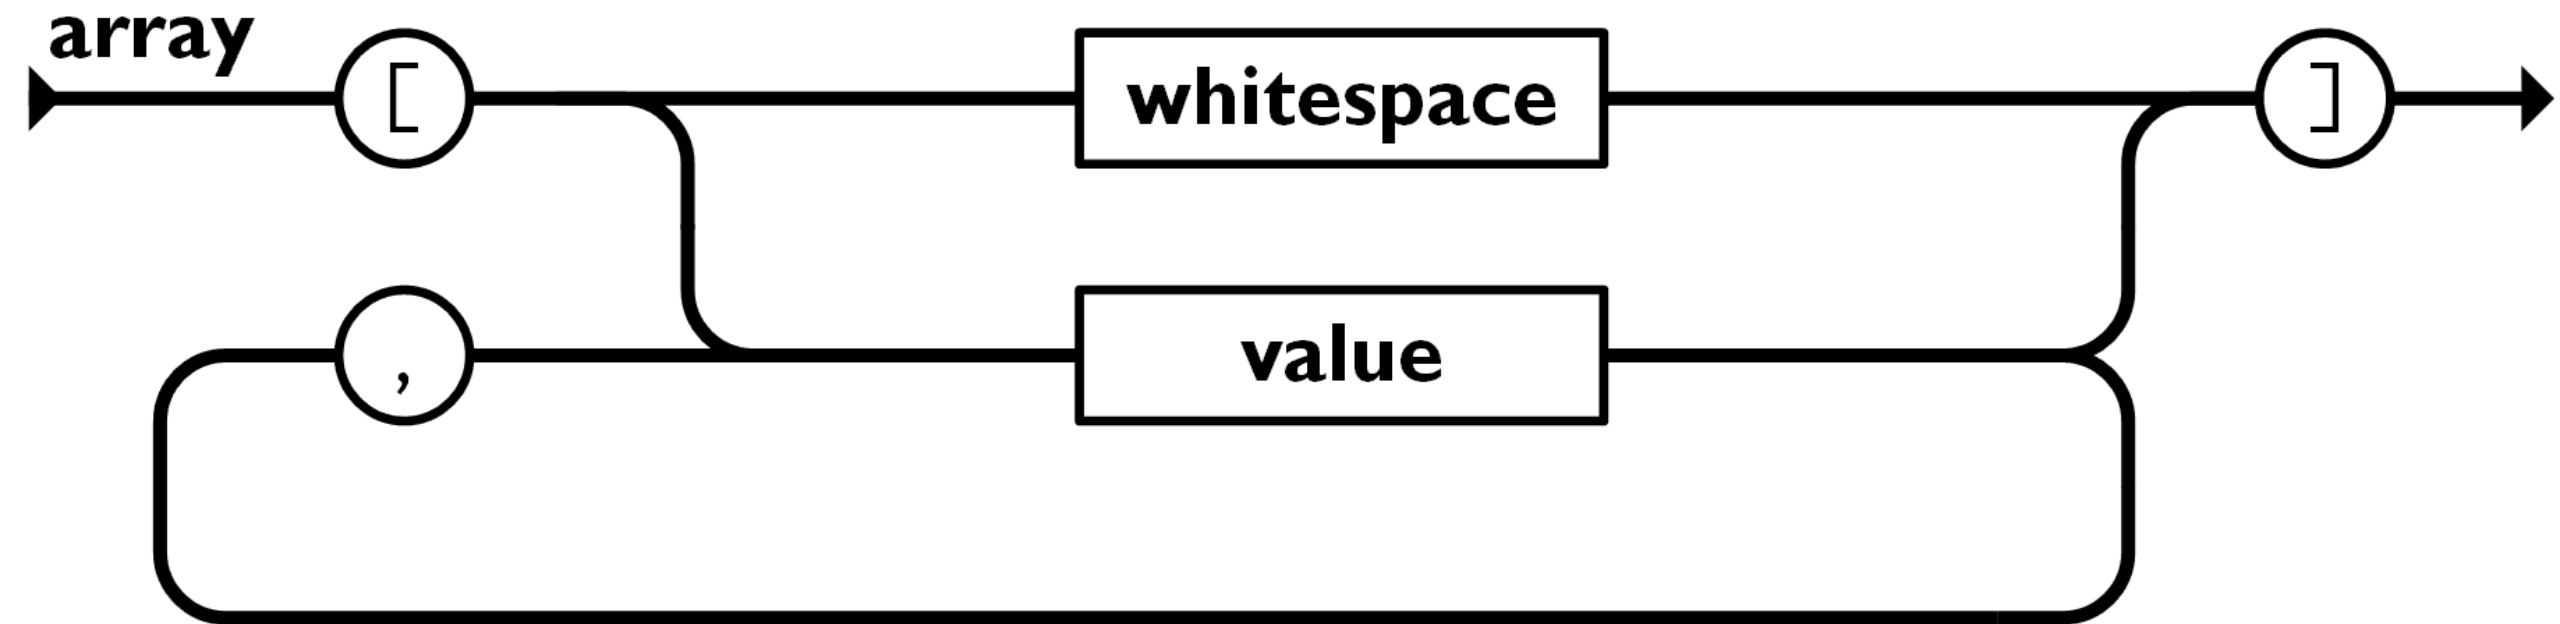 array
[ whitespace ]
, value